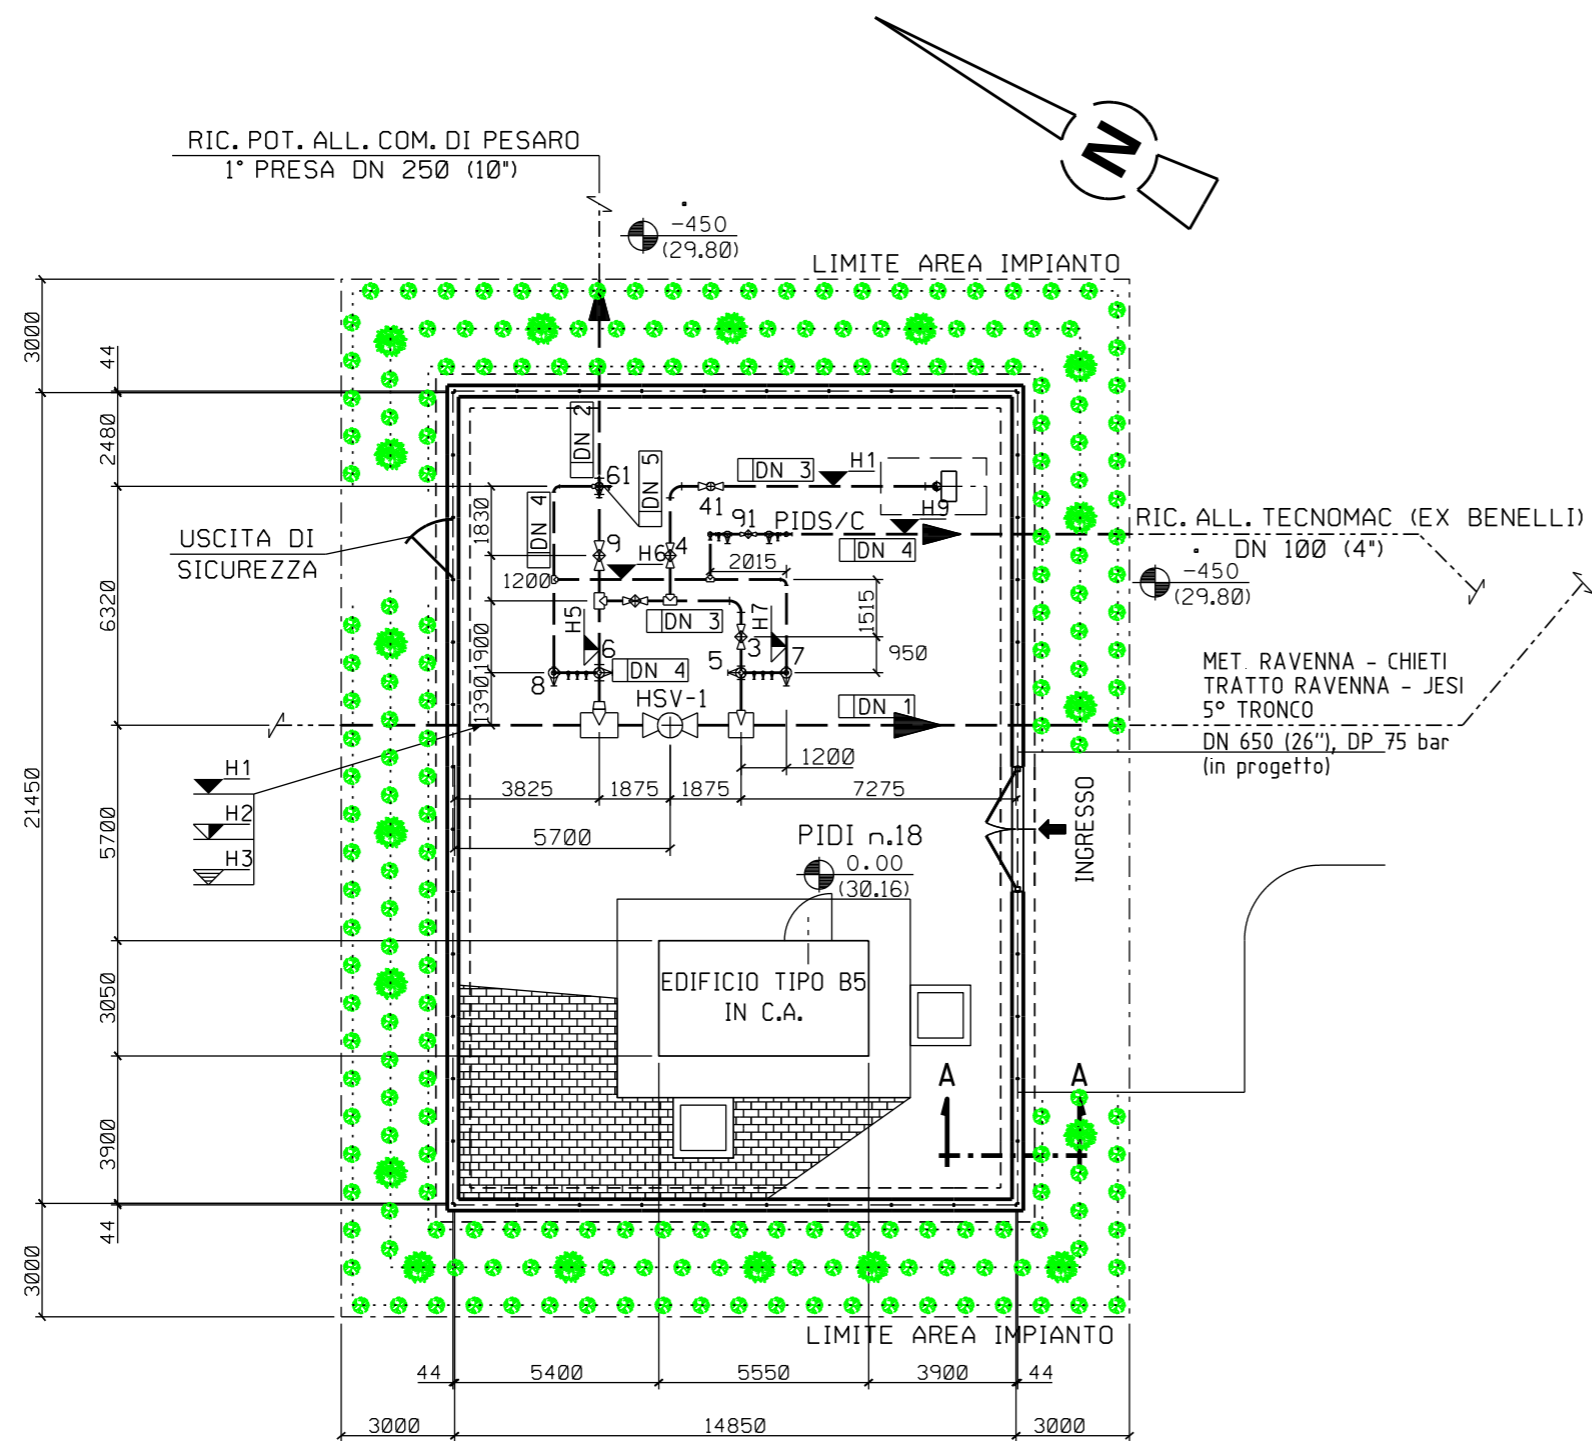 N
RIC. POT. ALL. COM. DI PESARO
1° PRESA DN 250 (10")
-450
(29.80)
LIMITE AREA IMPIANTO
3000
44
2480
DN 2
61
DN 5
DN 3
H1
41
DN 4
1830
9
H6
4
91
PIDS/C
H9
DN 4
RIC. ALL. TECNOMAC (EX BENELLI)
DN 100 (4")
-450
(29.80)
USCITA DI
SICUREZZA
1200
2015
6320
H5
DN 3
H7
1515
1900
6
3
950
8
DN 4
5
7
1390
HSV-1
DN 1
MET. RAVENNA - CHIETI
TRATTO RAVENNA - JESI
5° TRONCO
DN 650 (26"), DP 75 bar
(in progetto)
H1
H2
H3
1200
3825
1875
1875
7275
21450
5700
5700
PIDI n.18
0.00
(30.16)
INGRESSO
EDIFICIO TIPO B5
IN C.A.
3050
A
A
3900
44
3000
LIMITE AREA IMPIANTO
44
5400
5550
3900
44
3000
14850
3000